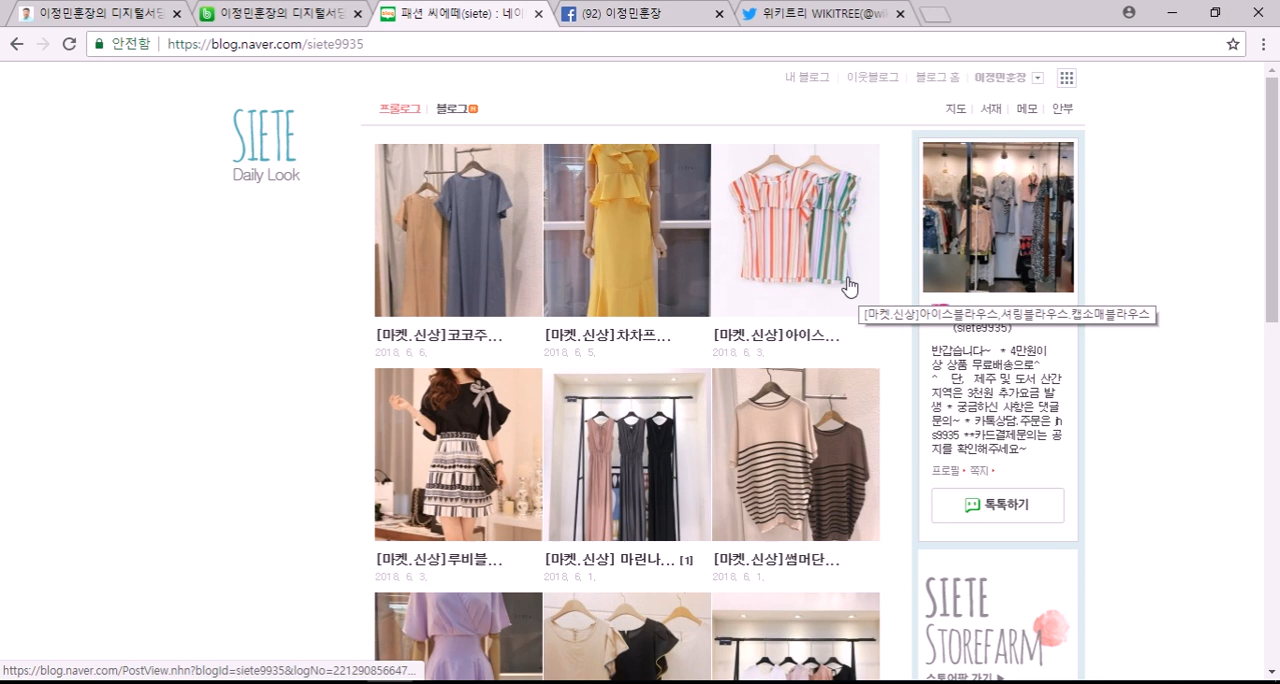 이정민훈장의 디지털서당
이정민훈장의 디지털서당
패션 씨에떼(siete) : 네이
(92) 이정민훈장
위키트리 WIKITREE(@wik
안전함
https://blog.naver.com/siete9935
내 블로그
이웃블로그
블로그 홈
이정민훈장
프롤로그
블로그
지도
서재
메모
안부
SIETE
Daily Look
[마켓.신상]코코주...
2018. 6. 6.
[마켓.신상]차차프...
2018. 6. 5.
[마켓.신상]아이스...
2018. 6. 3.
[마켓.신상]아이스블라우스,셔링블라우스,캡소매블라우스
(siete9935)
반갑습니다~ * 4만원이
상 상품 무료배송으로^
^ 단, 제주 및 도서 산간
지역은 3천원 추가요금 발
생 * 궁금하신 사항은 댓글
문의~ * 카톡상담,주문은 jh
s9935 **카드결제문의는 공
지를 확인해주세요~
프로필
쪽지
톡톡하기
[마켓.신상]루비블...
2018. 6. 3.
[마켓.신상] 마린나... [1]
2018. 6. 1.
[마켓.신상]썸머단...
2018. 6. 1.
SIETE
STOREFARM
스토어팜 가기 ▶
https://blog.naver.com/PostView.nhn?blogId=siete9935&logNo=221290856647...